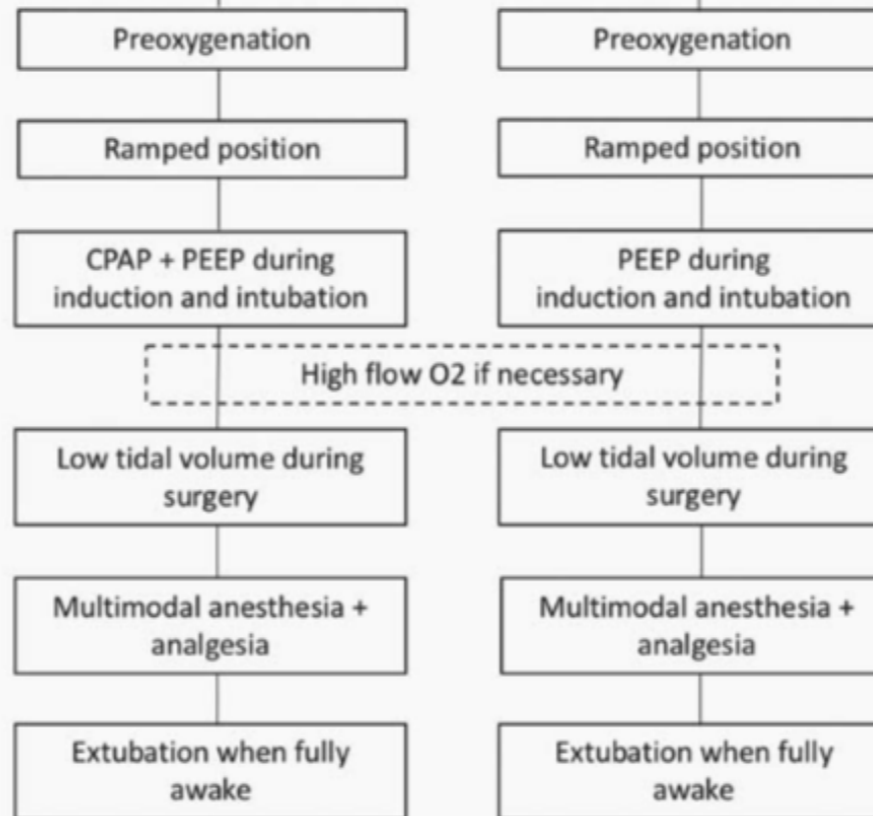 Preoxygenation
Preoxygenation
Ramped position
Ramped position
CPAP + PEEP during
induction and intubation
PEEP during
induction and intubation
High flow O2 if necessary
Low tidal volume during
surgery
Low tidal volume during
surgery
Multimodal anesthesia +
analgesia
Multimodal anesthesia +
analgesia
Extubation when fully
awake
Extubation when fully
awake